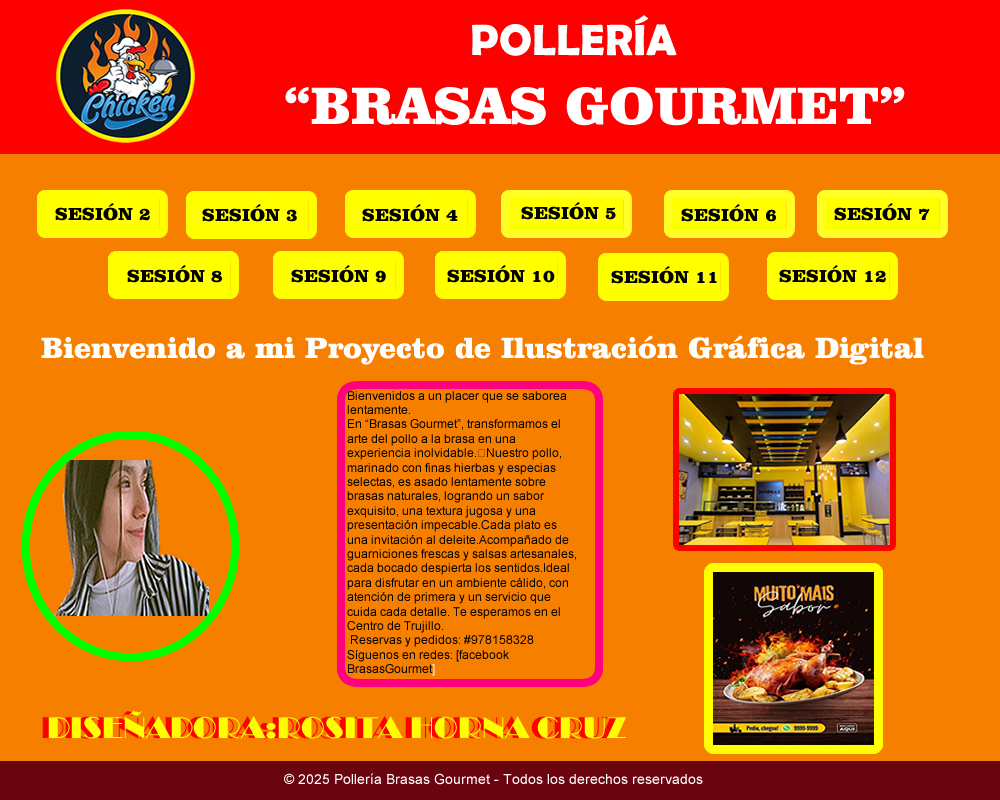 Chicken
POLLERÍA
“BRASAS GOURMET”
SESIÓN 2
SESIÓN 3
SESIÓN 4
SESIÓN 5
SESIÓN 6
SESIÓN 7
SESIÓN 8
SESIÓN 9
SESIÓN 10
SESIÓN 11
SESIÓN 12
Bienvenido a mi Proyecto de Ilustración Gráfica Digital
Bienvenidos a un placer que se saborea
lentamente.
En “Brasas Gourmet”, transformamos el
arte del pollo a la brasa en una
experiencia inolvidable.□Nuestro pollo,
marinado con finas hierbas y especias
selectas, es asado lentamente sobre
brasas naturales, logrando un sabor
exquisito, una textura jugosa y una
presentación impecable.Cada plato es
una invitación al deleite.Acompañado de
guarniciones frescas y salsas artesanales,
cada bocado despierta los sentidos.Ideal
para disfrutar en un ambiente cálido, con
atención de primera y un servicio que
cuida cada detalle. Te esperamos en el
Centro de Trujillo.
Reservas y pedidos: #978158328
Síguenos en redes: [facebook
BrasasGourmet]
MUITO MAIS
Sabor
Pediu, chegou!
9999-9999
AQUI
DISEÑADORA:ROSITA HORNA CRUZ
© 2025 Pollería Brasas Gourmet - Todos los derechos reservados